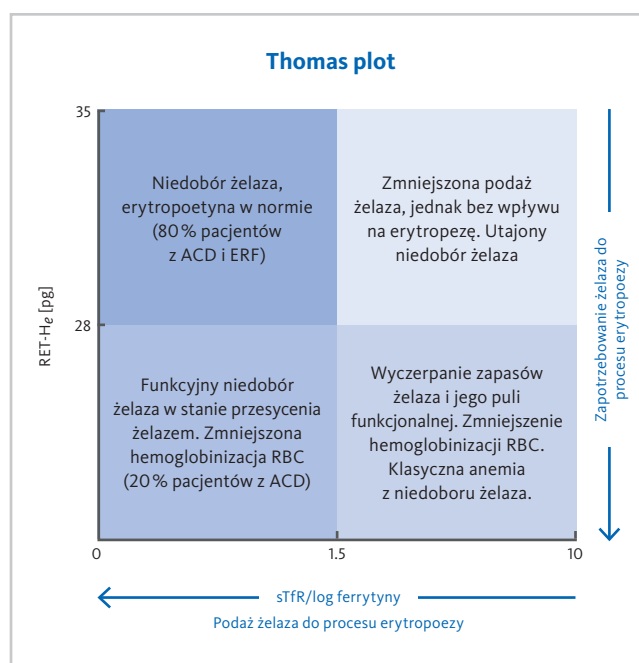 Thomas plot
35
28
0
1.5
10
RET-He [pg]
Niedobór żelaza,
erytropoetyna w normie
(80 % pacjentów
z ACD i ERF)
Zmniejszona podaż
żelaza, jednak bez wpływu
na erytropezę. Utajony
niedobór żelaza
Funkcyjny niedobór
żelaza w stanie przesycenia
żelazem. Zmniejszona
hemoglobinizacja RBC
(20 % pacjentów z ACD)
Wyczerpanie zapasów
żelaza i jego puli
funkcjonalnej. Zmniejszenie
hemoglobinizacji RBC.
Klasyczna anemia
z niedoboru żelaza.
Zapotrzebowanie żelaza do
procesu erytropoezy
sTfR/log ferrytyny
Podaż żelaza do procesu erytropoezy